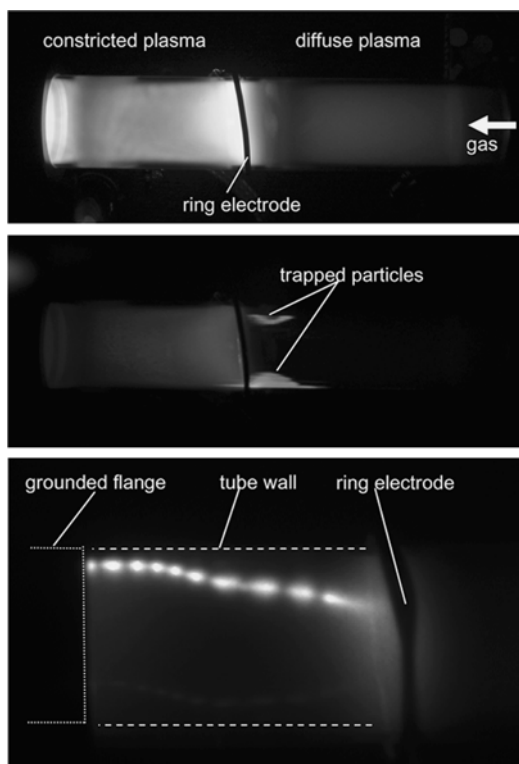 constricted plasma
diffuse plasma
gas
ring electrode
trapped particles
grounded flange
tube wall
ring electrode